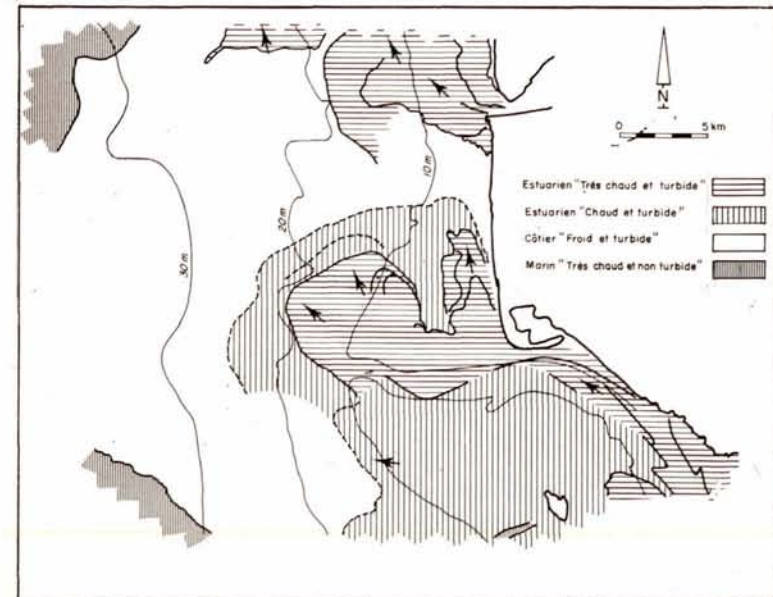 N
0 5 km
Estuarien "Très chaud et turbide"
Estuarien "Chaud et turbide"
Côtier "Froid et turbide"
Marin "Très chaud et non turbide"
10 m
20 m
30 m